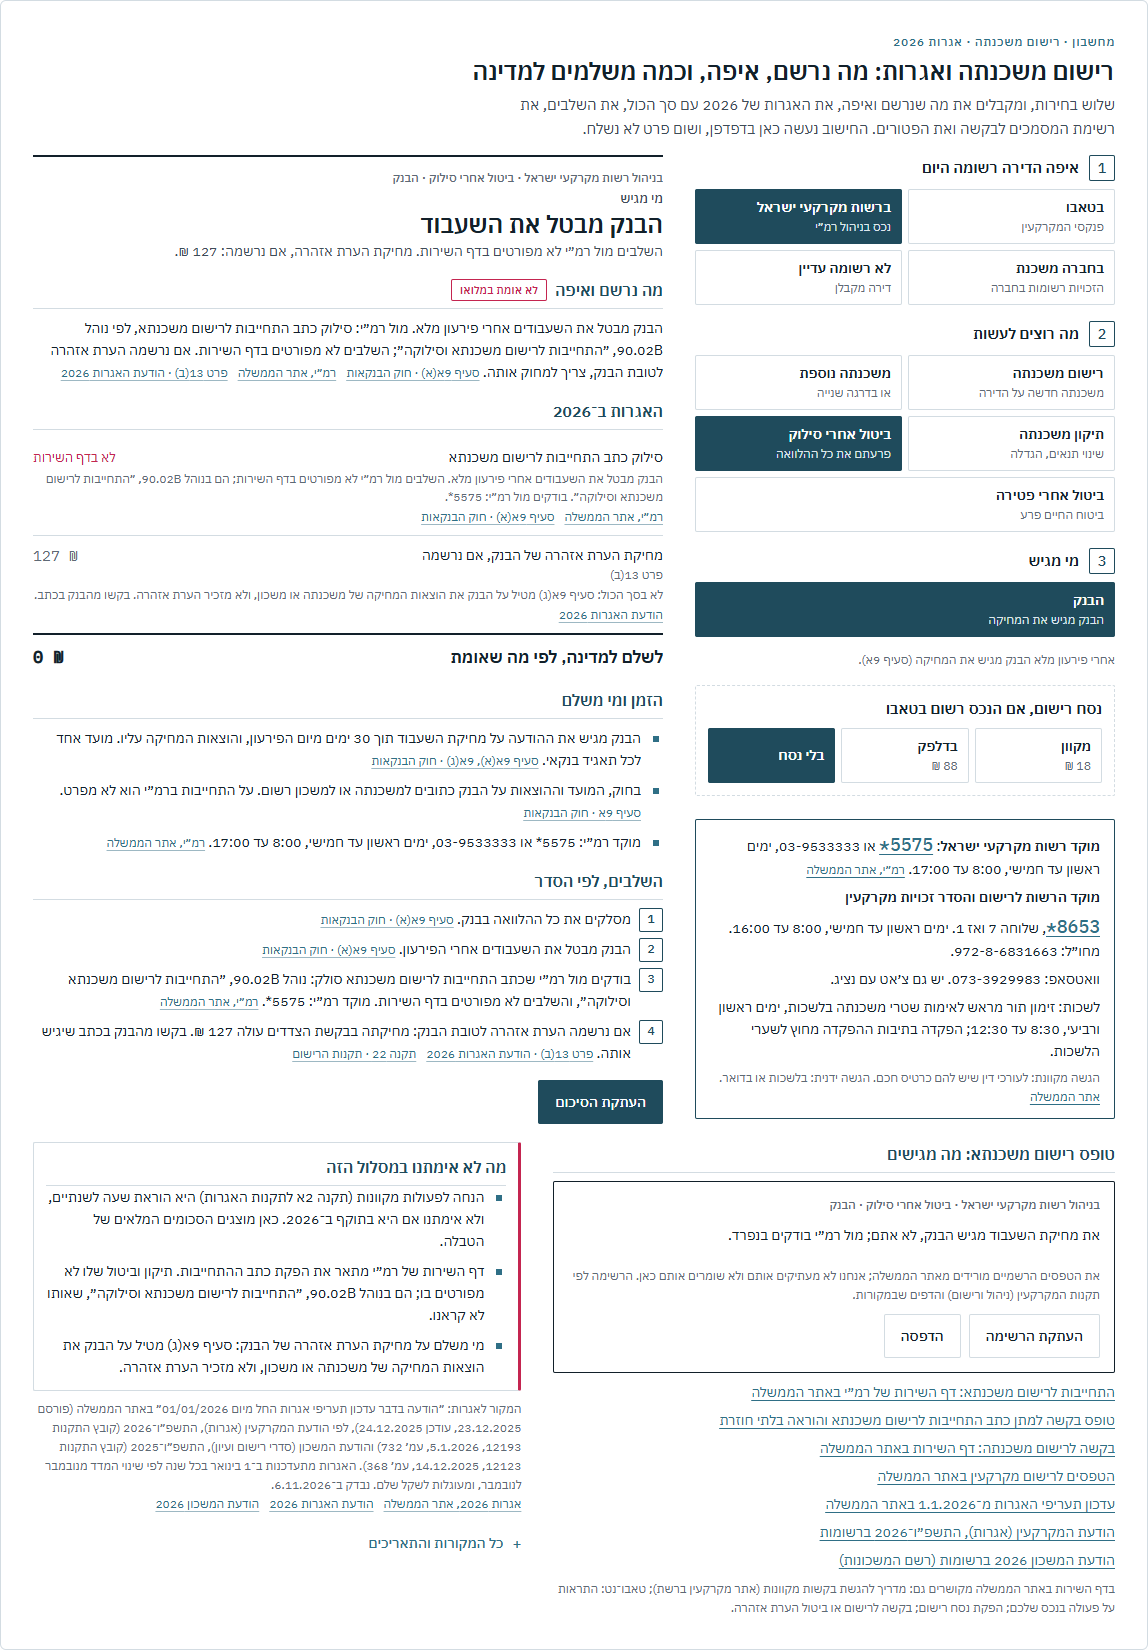 מחשבון · רישום משכנתה · אגרות 2026
רישום משכנתה ואגרות: מה נרשם, איפה, וכמה משלמים למדינה
שלוש בחירות, ומקבלים את מה שנרשם ואיפה, את האגרות של 2026 עם סך הכול, את השלבים, את
רשימת המסמכים לבקשה ואת הפטורים. החישוב נעשה כאן בדפדפן, ושום פרט לא נשלח.
1 איפה הדירה רשומה היום
בטאבו
פנקסי המקרקעין
ברשות מקרקעי ישראל
נכס בניהול רמ״י
בחברה משכנת
הזכויות רשומות בחברה
לא רשומה עדיין
דירה מקבלן
2 מה רוצים לעשות
רישום משכנתה
משכנתה חדשה על הדירה
משכנתה נוספת
או בדרגה שנייה
תיקון משכנתה
שינוי תנאים, הגדלה
ביטול אחרי סילוק
פרעתם את כל ההלוואה
ביטול אחרי פטירה
ביטוח החיים פרע
3 מי מגיש
הבנק
הבנק מגיש את המחיקה
אחרי פירעון מלא הבנק מגיש את המחיקה (סעיף 9א).
נסח רישום, אם הנכס רשום בטאבו
מקוון
18 ₪
בדלפק
88 ₪
בלי נסח
מוקד רשות מקרקעי ישראל: 5575* או 03-9533333, ימים
ראשון עד חמישי, 8:00 עד 17:00. רמ״י, אתר הממשלה
מוקד הרשות לרישום והסדר זכויות מקרקעין
8653*, שלוחה 7 ואז 1. ימים ראשון עד חמישי, 8:00 עד 16:00.
מחו״ל: 972-8-6831663.
וואטסאפ: 073-3929983. יש גם צ׳אט עם נציג.
לשכות: זימון תור מראש לאימות שטרי משכנתה בלשכות, ימים ראשון
ורביעי, 8:30 עד 12:30; הפקדה בתיבות ההפקדה מחוץ לשערי
הלשכות.
הגשה מקוונת: לעורכי דין שיש להם כרטיס חכם. הגשה ידנית: בלשכות או בדואר.
אתר הממשלה
בניהול רשות מקרקעי ישראל · ביטול אחרי סילוק · הבנק
מי מגיש
הבנק מבטל את השעבוד
השלבים מול רמ״י לא מפורטים בדף השירות. מחיקת הערת אזהרה, אם נרשמה: 127 ₪.
מה נרשם ואיפה לא אומת במלואו
הבנק מבטל את השעבודים אחרי פירעון מלא. מול רמ״י: סילוק כתב התחייבות לרישום משכנתא, לפי נוהל
90.02B, ״התחייבות לרישום משכנתא וסילוקה״; השלבים לא מפורטים בדף השירות. אם נרשמה הערת אזהרה
לטובת הבנק, צריך למחוק אותה. סעיף 9א(א) · חוק הבנקאות רמ״י, אתר הממשלה פרט 13(ב) · הודעת האגרות 2026
האגרות ב־2026
סילוק כתב התחייבות לרישום משכנתא לא בדף השירות
הבנק מבטל את השעבודים אחרי פירעון מלא. השלבים מול רמ״י לא מפורטים בדף השירות; הם בנוהל 90.02B, ״התחייבות לרישום
משכנתא וסילוקה״. בודקים מול רמ״י: 5575*.
רמ״י, אתר הממשלה סעיף 9א(א) · חוק הבנקאות
מחיקת הערת אזהרה של הבנק, אם נרשמה 127 ₪
פרט 13(ב)
לא בסך הכול: סעיף 9א(ג) מטיל על הבנק את הוצאות המחיקה של משכנתה או משכון, ולא מזכיר הערת אזהרה. בקשו מהבנק בכתב.
הודעת האגרות 2026
לשלם למדינה, לפי מה שאומת 0 ₪
הזמן ומי משלם
הבנק מגיש את ההודעה על מחיקת השעבוד תוך 30 ימים מיום הפירעון, והוצאות המחיקה עליו. מועד אחד
לכל תאגיד בנקאי. סעיף 9א(א), 9א(ג) · חוק הבנקאות
בחוק, המועד וההוצאות על הבנק כתובים למשכנתה או למשכון רשום. על התחייבות ברמ״י הוא לא מפרט.
סעיף 9א · חוק הבנקאות
מוקד רמ״י: 5575* או 03-9533333, ימים ראשון עד חמישי, 8:00 עד 17:00. רמ״י, אתר הממשלה
השלבים, לפי הסדר
1 מסלקים את כל ההלוואה בבנק. סעיף 9א(א) · חוק הבנקאות
2 הבנק מבטל את השעבודים אחרי הפירעון. סעיף 9א(א) · חוק הבנקאות
3 בודקים מול רמ״י שכתב התחייבות לרישום משכנתא סולק: נוהל 90.02B, ״התחייבות לרישום משכנתא
וסילוקה״, והשלבים לא מפורטים בדף השירות. מוקד רמ״י: 5575*. רמ״י, אתר הממשלה
4 אם נרשמה הערת אזהרה לטובת הבנק: מחיקתה בבקשת הצדדים עולה 127 ₪. בקשו מהבנק בכתב שיגיש
אותה. פרט 13(ב) · הודעת האגרות 2026 תקנה 22 · תקנות הרישום
העתקת הסיכום
טופס רישום משכנתא: מה מגישים
בניהול רשות מקרקעי ישראל · ביטול אחרי סילוק · הבנק
את מחיקת השעבוד מגיש הבנק, לא אתם; מול רמ״י בודקים בנפרד.
את הטפסים הרשמיים מורידים מאתר הממשלה; אנחנו לא מעתיקים אותם ולא שומרים אותם כאן. הרשימה לפי
תקנות המקרקעין (ניהול ורישום) והדפים שבמקורות.
העתקת הרשימה
הדפסה
התחייבות לרישום משכנתא: דף השירות של רמ״י באתר הממשלה
טופס בקשה למתן כתב התחייבות לרישום משכנתא והוראה בלתי חוזרת
בקשה לרישום משכנתה: דף השירות באתר הממשלה
הטפסים לרישום מקרקעין באתר הממשלה
עדכון תעריפי האגרות מ־1.1.2026 באתר הממשלה
הודעת המקרקעין (אגרות), התשפ״ו־2026 ברשומות
הודעת המשכון 2026 ברשומות (רשם המשכונות)
בדף השירות באתר הממשלה מקושרים גם: מדריך להגשת בקשות מקוונות (אתר מקרקעין ברשת); טאבו־נט: התראות
על פעולה בנכס שלכם; הפקת נסח רישום; בקשה לרישום או ביטול הערת אזהרה.
מה לא אימתנו במסלול הזה
הנחה לפעולות מקוונות (תקנה 2א לתקנות האגרות) היא הוראת שעה לשנתיים,
ולא אימתנו אם היא בתוקף ב־2026. כאן מוצגים הסכומים המלאים של
הטבלה.
דף השירות של רמ״י מתאר את הפקת כתב ההתחייבות. תיקון וביטול שלו לא
מפורטים בו; הם בנוהל 90.02B, ״התחייבות לרישום משכנתא וסילוקה״, שאותו
לא קראנו.
מי משלם על מחיקת הערת אזהרה של הבנק: סעיף 9א(ג) מטיל על הבנק את
הוצאות המחיקה של משכנתה או משכון, ולא מזכיר הערת אזהרה.
המקור לאגרות: ״הודעה בדבר עדכון תעריפי אגרות החל מיום 01/01/2026״ באתר הממשלה (פורסם
23.12.2025, עודכן 24.12.2025), לפי הודעת המקרקעין (אגרות), התשפ״ו־2026 (קובץ התקנות
12193, 5.1.2026, עמ׳ 732) והודעת המשכון (סדרי רישום ועיון), התשפ״ו־2025 (קובץ התקנות
12123, 14.12.2025, עמ׳ 368). האגרות מתעדכנות ב־1 בינואר בכל שנה לפי שינוי המדד מנובמבר
לנובמבר, ומעוגלות לשקל שלם. נבדק ב־6.11.2026.
אגרות 2026, אתר הממשלה הודעת האגרות 2026 הודעת המשכון 2026
+ כל המקורות והתאריכים